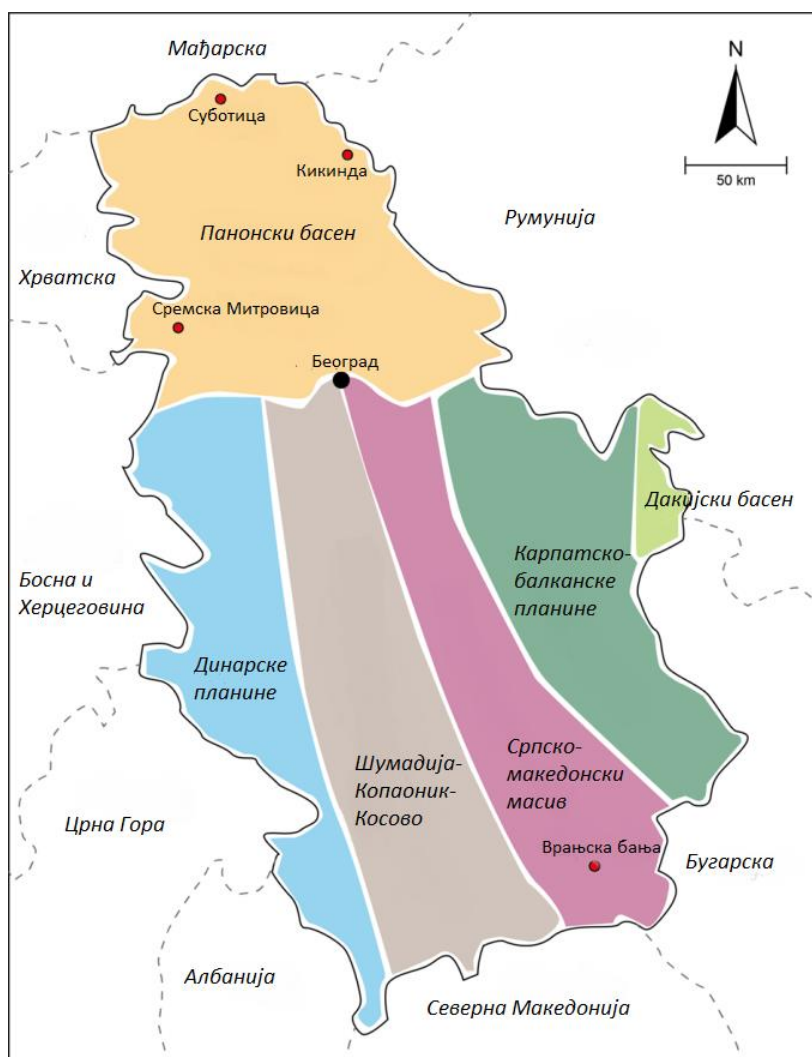 Мађарска
N
Суботица
Кикинда
50 km
Панонски басен
Румунија
Хрватска
Сремска Митровица
Београд
Дакијски басен
Карпатско-
балканске
планине
Босна и
Херцеговина
Динарске
планине
Српско-
македонски
масив
Шумадија-
Копаоник-
Косово
Црна Гора
Врањска бања
Бугарска
Албанија
Северна Македонија